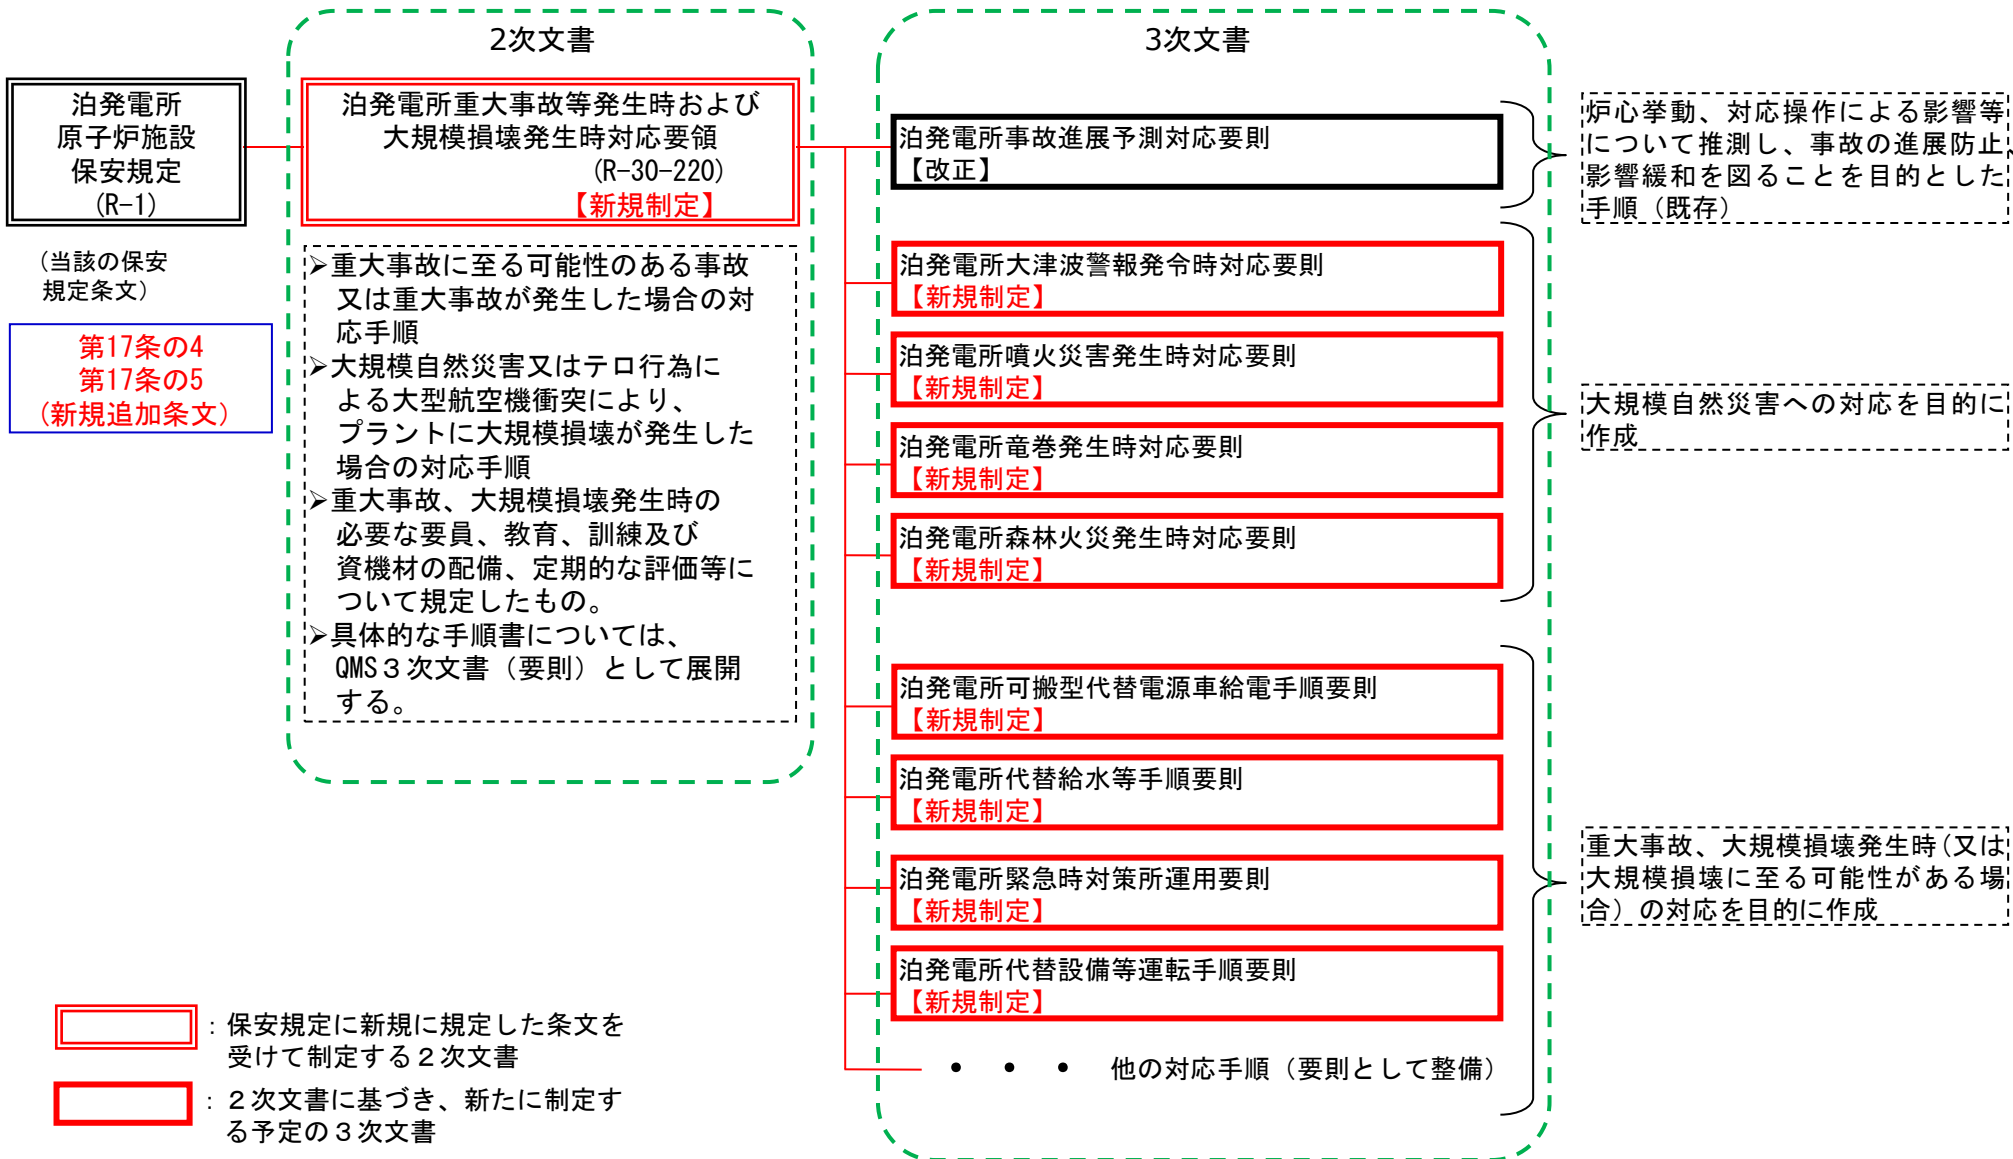 2次文書
3次文書
泊発電所
原子炉施設
保安規定
(R-1)
(当該の保安
規定条文)
第17条の4
第17条の5
(新規追加条文)
泊発電所重大事故等発生時および
大規模損壊発生時対応要領
(R-30-220)
【新規制定】
➢重大事故に至る可能性のある事故
又は重大事故が発生した場合の対
応手順
➢大規模自然災害又はテロ行為に
よる大型航空機衝突により、
プラントに大規模損壊が発生した
場合の対応手順
➢重大事故、大規模損壊発生時の
必要な要員、教育、訓練及び
資機材の配備、定期的な評価等に
ついて規定したもの。
➢具体的な手順書については、
QMS3次文書(要則)として展開
する。
泊発電所事故進展予測対応要則
【改正】
泊発電所大津波警報発令時対応要則
【新規制定】
泊発電所噴火災害発生時対応要則
【新規制定】
泊発電所竜巻発生時対応要則
【新規制定】
泊発電所森林火災発生時対応要則
【新規制定】
泊発電所可搬型代替電源車給電手順要則
【新規制定】
泊発電所代替給水等手順要則
【新規制定】
泊発電所緊急時対策所運用要則
【新規制定】
泊発電所代替設備等運転手順要則
【新規制定】
・ ・ ・ 他の対応手順(要則として整備)
炉心挙動、対応操作による影響等
について推測し、事故の進展防止、
影響緩和を図ることを目的とした
手順(既存)
大規模自然災害への対応を目的に
作成
重大事故、大規模損壊発生時(又は
大規模損壊に至る可能性がある場
合)の対応を目的に作成
:保安規定に新規に規定した条文を
受けて制定する2次文書
:2次文書に基づき、新たに制定す
る予定の3次文書